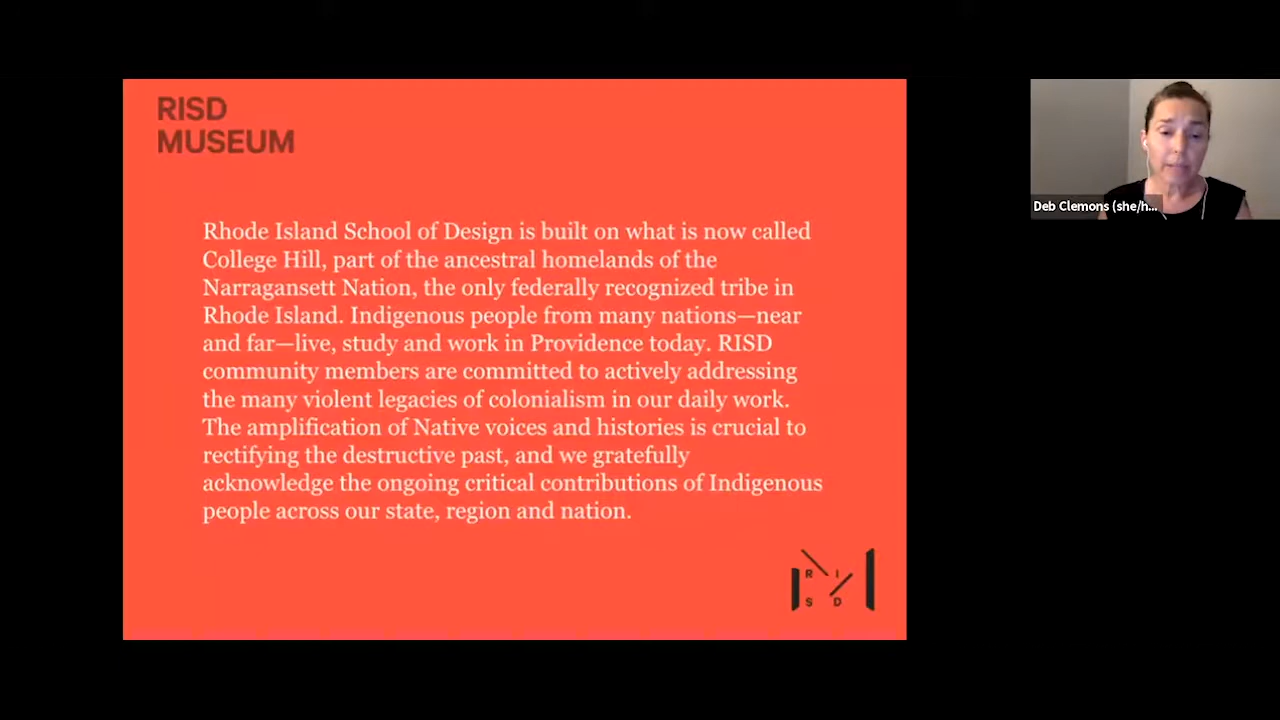 RISD
MUSEUM
Rhode Island School of Design is built on what is now called
College Hill, part of the ancestral homelands of the
Narragansett Nation, the only federally recognized tribe in
Rhode Island. Indigenous people from many nations—near
and far—live, study and work in Providence today. RISD
community members are committed to actively addressing
the many violent legacies of colonialism in our daily work.
The amplification of Native voices and histories is crucial to
rectifying the destructive past, and we gratefully
acknowledge the ongoing critical contributions of Indigenous
people across our state, region and nation.
R I
S D
Deb Clemons (she/h...